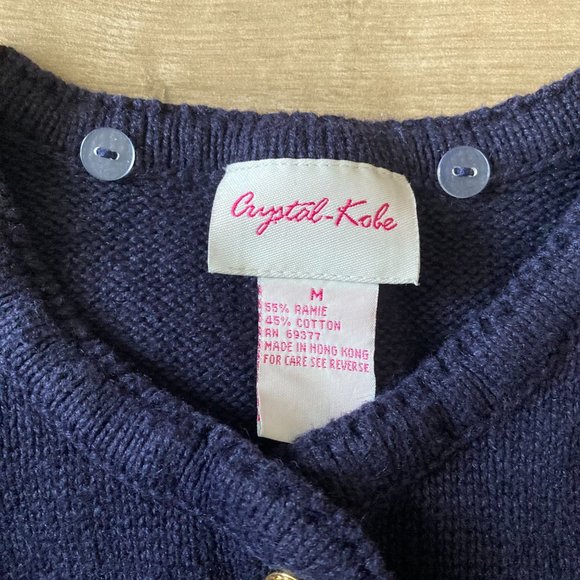 Crystal-Kobe
M
55% RAMIE
45% COTTON
RN 69377
MADE IN HONG KONG
FOR CARE SEE REVERSE